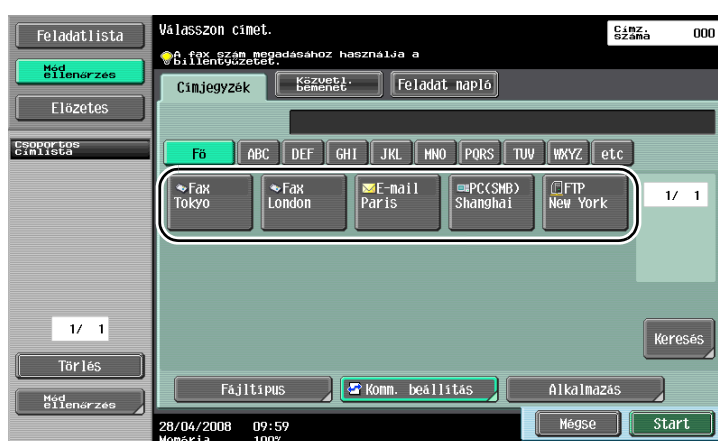 Feladatlista
Mód
ellenőrzés
Előzetes
Csoportos
címlista
1/ 1
Törlés
Mód
ellenőrzés
Válasszon címet.
A fax szám megadásához használja a
billentyűzetet.
Címz.
száma
000
Címjegyzék
Közvetl.
bemenet
Feladat napló
Fő ABC DEF GHI JKL MNO PQRS TUV WXYZ etc
Fax
Tokyo
Fax
London
E-mail
Paris
PC(SMB)
Shanghai
FTP
New York
1/ 1
Keresés
Fájltípus
Komm. beállítás
Alkalmazás
28/04/2008 09:59
Memória 100%
Mégse
Start